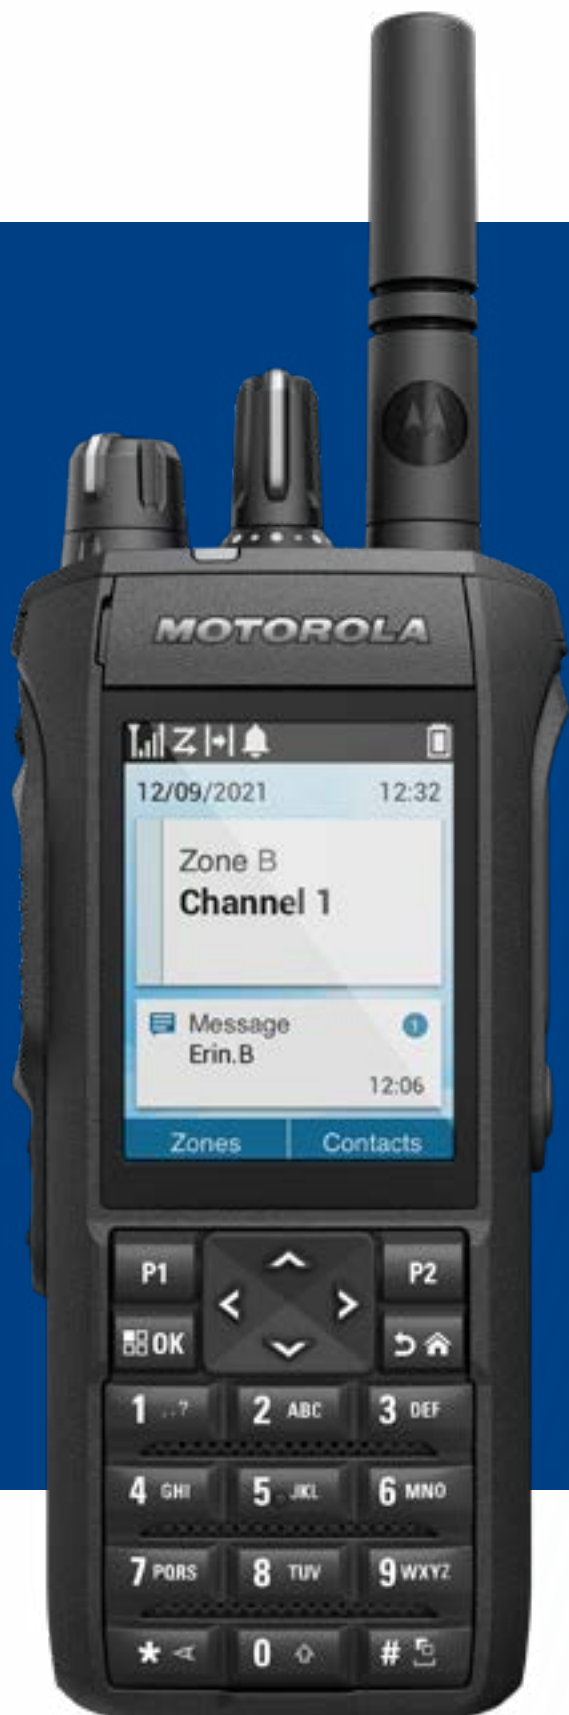 MOTOROLA
12/09/2021 12:32
Zone B
Channel 1
Message 1
Erin.B
12:06
Zones Contacts
P1 P2
OK
1 ..? 2 ABC 3 DEF
4 GHI 5 JKL 6 MNO
7 PQRS 8 TUV 9 WXYZ
* 0 #